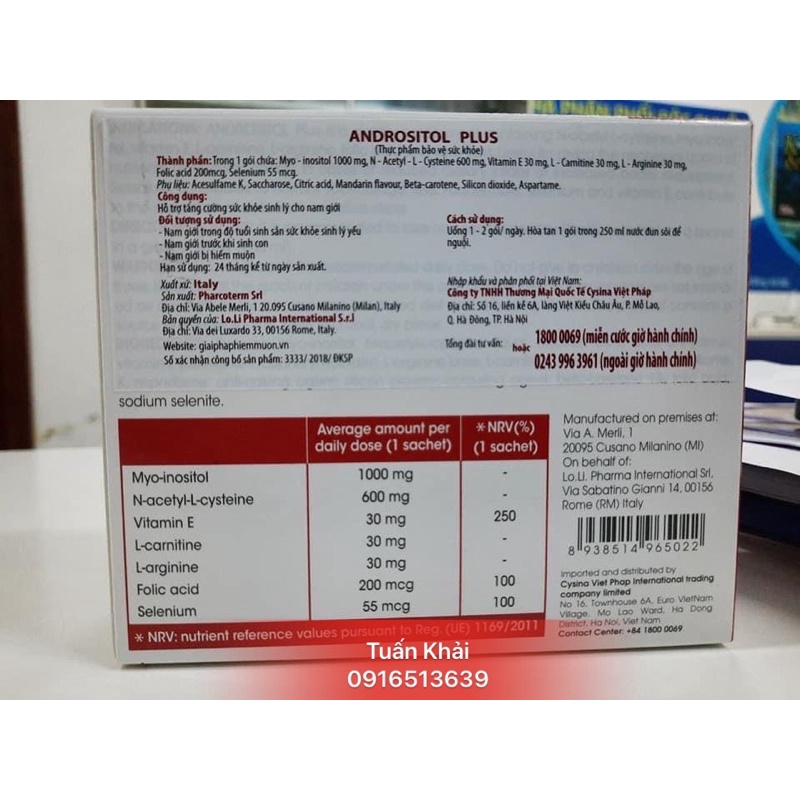 ANDROSITOL PLUS
(Thực phẩm bảo vệ sức khỏe)
Thành phần: Trong 1 gói chứa: Myo - inositol 1000 mg, N - Acetyl - L - Cysteine 600 mg, Vitamin E 30 mg, L - Carnitine 30 mg, L - Arginine 30 mg,
Folic acid 200mcg, Selenium 55 mcg.
Phụ liệu: Acesulfame K, Saccharose, Citric acid, Mandarin flavour, Beta-carotene, Silicon dioxide, Aspartame.
Công dụng:
Hỗ trợ tăng cường sức khỏe sinh lý cho nam giới
Đối tượng sử dụng:
- Nam giới trong độ tuổi sinh sản sức khỏe sinh lý yếu
- Nam giới trước khi sinh con
- Nam giới bị hiếm muộn
Hạn sử dụng: 24 tháng kể từ ngày sản xuất.
Cách sử dụng:
Uống 1 - 2 gói/ ngày. Hòa tan 1 gói trong 250 ml nước đun sôi để
nguội.
Xuất xứ: Italy
Sản xuất: Pharcoterm Srl
Địa chỉ: Via Abele Merli, 1 20.095 Cusano Milanino (Milan), Italy
Bản quyền của: Lo.Li Pharma International S.r.l
Địa chỉ: Via dei Luxardo 33, 00156 Rome, Italy.
Website: giaiphaphiemmuon.vn
Số xác nhận công bố sản phẩm: 3333/ 2018/ ĐKSP
Nhập khẩu và phân phối tại Việt Nam:
Công ty TNHH Thương Mại Quốc Tế Cysina Việt Pháp
Địa chỉ: Số 16, liền kề 6A, làng Việt Kiều Châu Âu, P. Mỗ Lao,
Q. Hà Đông, TP. Hà Nội
Tổng đài tư vấn: 1800 0069 (miễn cước giờ hành chính)
hoặc 0243 996 3961 (ngoài giờ hành chính)
sodium selenite.
Average amount per daily dose (1 sachet) *NRV(%) (1 sachet)
Myo-inositol 1000 mg -
N-acetyl-L-cysteine 600 mg -
Vitamin E 30 mg 250
L-carnitine 30 mg -
L-arginine 30 mg -
Folic acid 200 mcg 100
Selenium 55 mcg 100
* NRV: nutrient reference values pursuant to Reg. (UE) 1169/2011
Manufactured on premises at:
Via A. Merli, 1
20095 Cusano Milanino (MI)
On behalf of:
Lo.Li. Pharma International Srl,
Via Sabatino Gianni 14, 00156
Rome (RM) Italy
8 938514 965022
Imported and distributed by
Cysina Viet Phap International trading
company limited
No 16, Townhouse 6A, Euro VietNam
Village, Mo Lao Ward, Ha Dong
District, Ha Noi, Viet Nam
Contact Center: +84 1800 0069
Tuấn Khải
0916513639